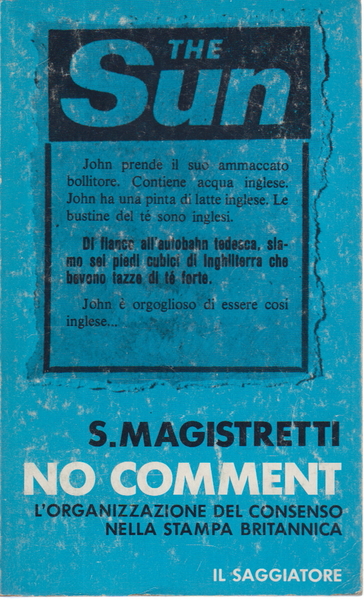 THE
Sun
John prende il suo ammaccato
bollitore. Contiene acqua inglese.
John ha una pinta di latte inglese. Le
bustine del té sono inglesi.
Di fianco all'autobahn tedesca, sia-
mo sei piedi cubici di Inghilterra che
bevono tazze di té forte.
John è orgoglioso di essere così
inglese...
S.MAGISTRETTI
NO COMMENT
L'ORGANIZZAZIONE DEL CONSENSO
NELLA STAMPA BRITANNICA
IL SAGGIATORE